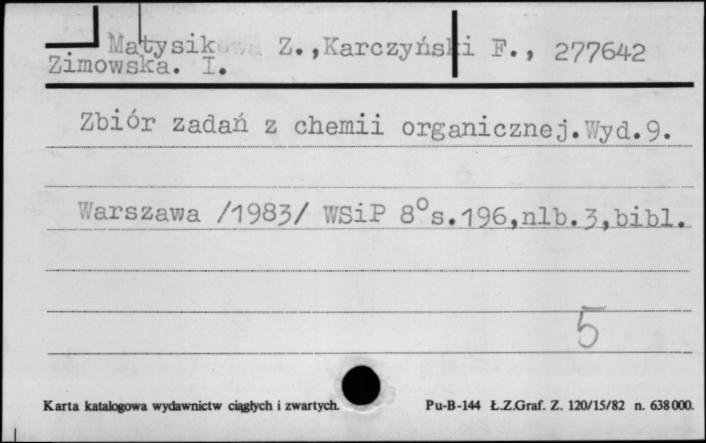 Matysikowa Z.,Karczyński F., 277642
Zimowska. I.
Zbiór zadań z chemii organicznej.Wyd.9.
Warszawa /1983/ WSiP 8°s.196,nlb.3,bibl.
5
Karta katalogowa wydawnictw ciągłych i zwartych.
Pu-B-144 Ł.Z.Graf. Z. 120/15/82 n. 638000.